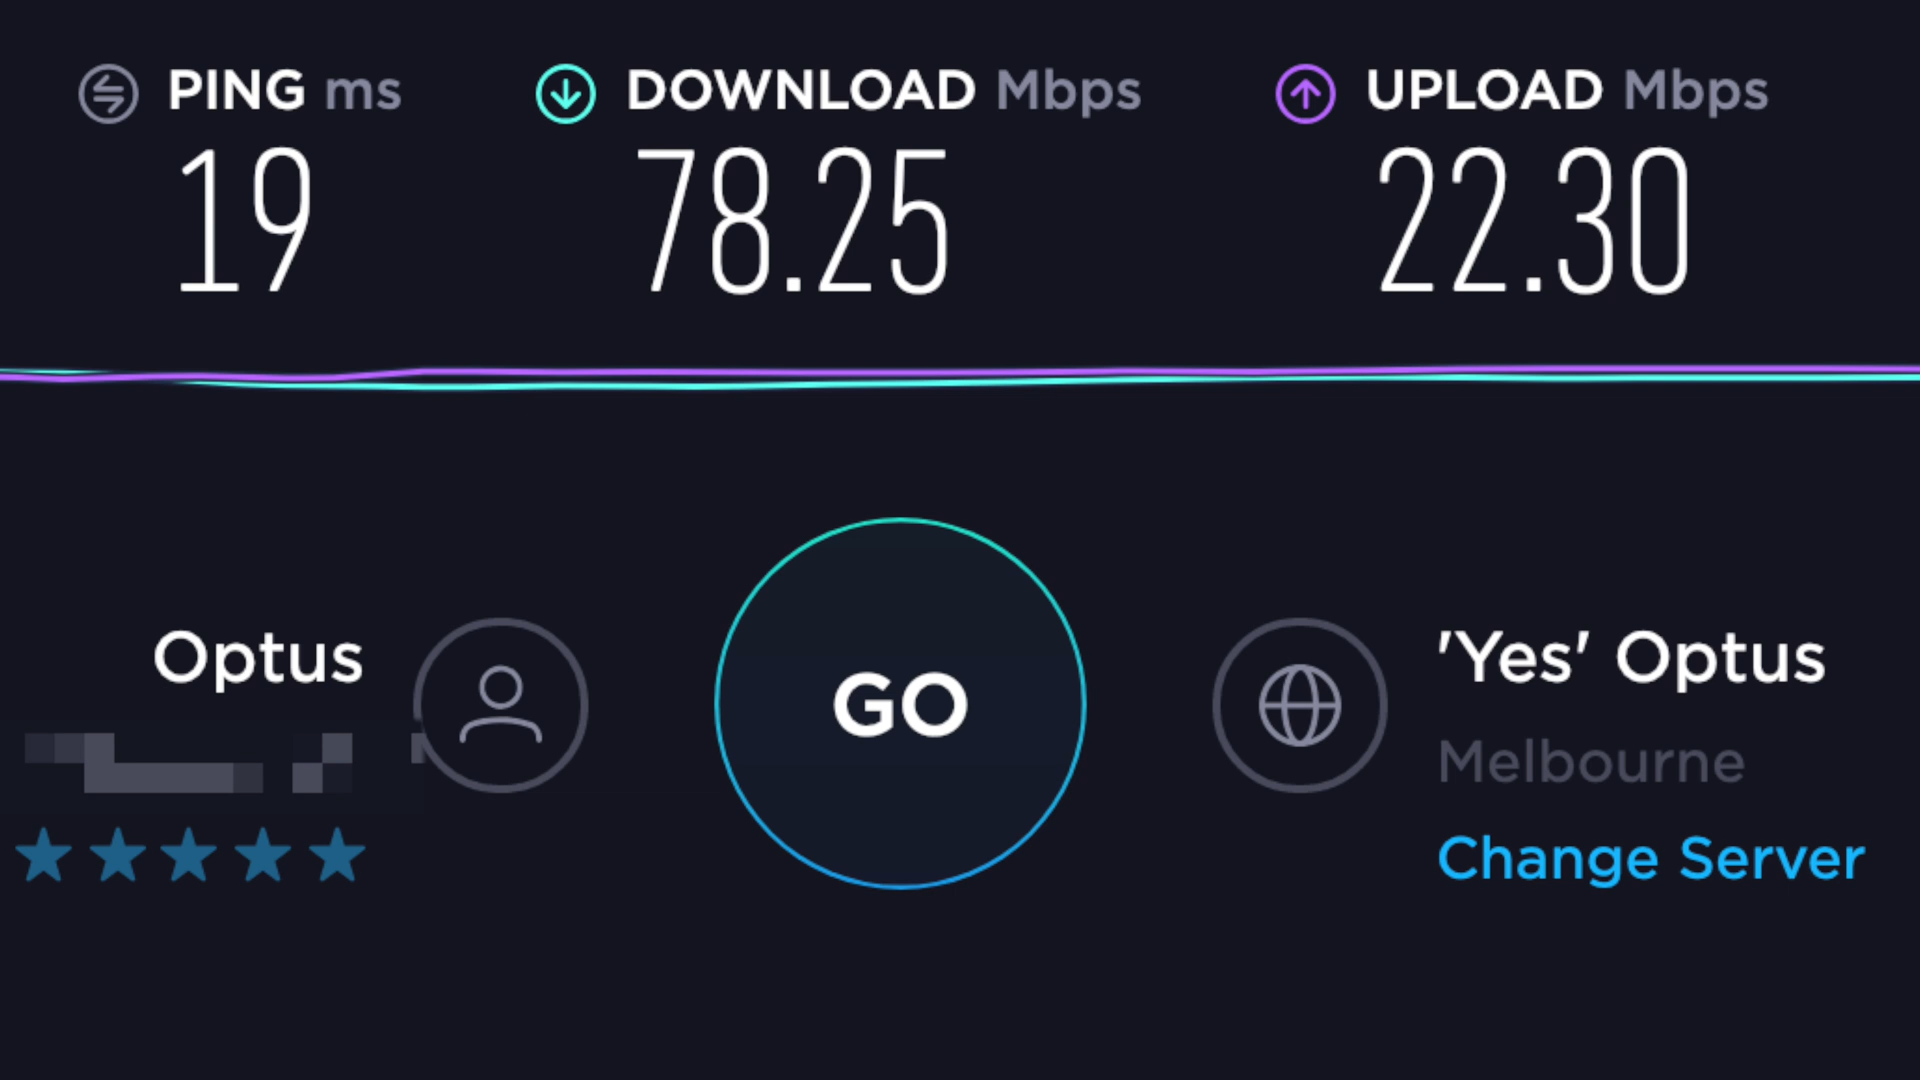 PING ms
DOWNLOAD Mbps
UPLOAD Mbps
19
78.25
22.30
Optus
GO
'Yes' Optus
Melbourne
Change Server